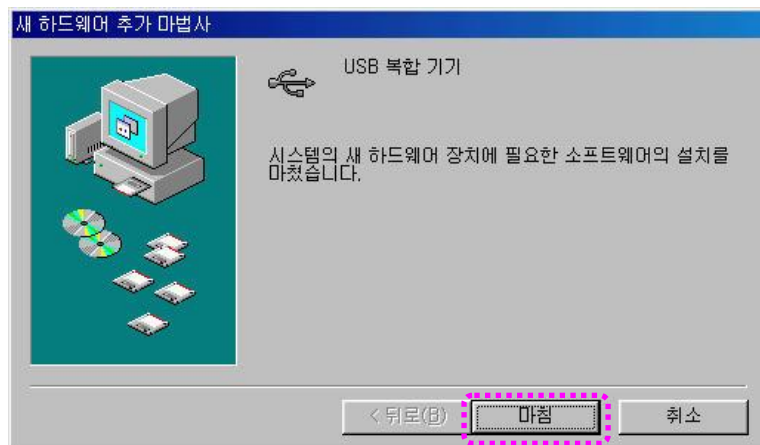 새 하드웨어 추가 마법사
USB 복합 기기
시스템의 새 하드웨어 장치에 필요한 소프트웨어의 설치를
마쳤습니다.
< 뒤로(B)
마침
취소